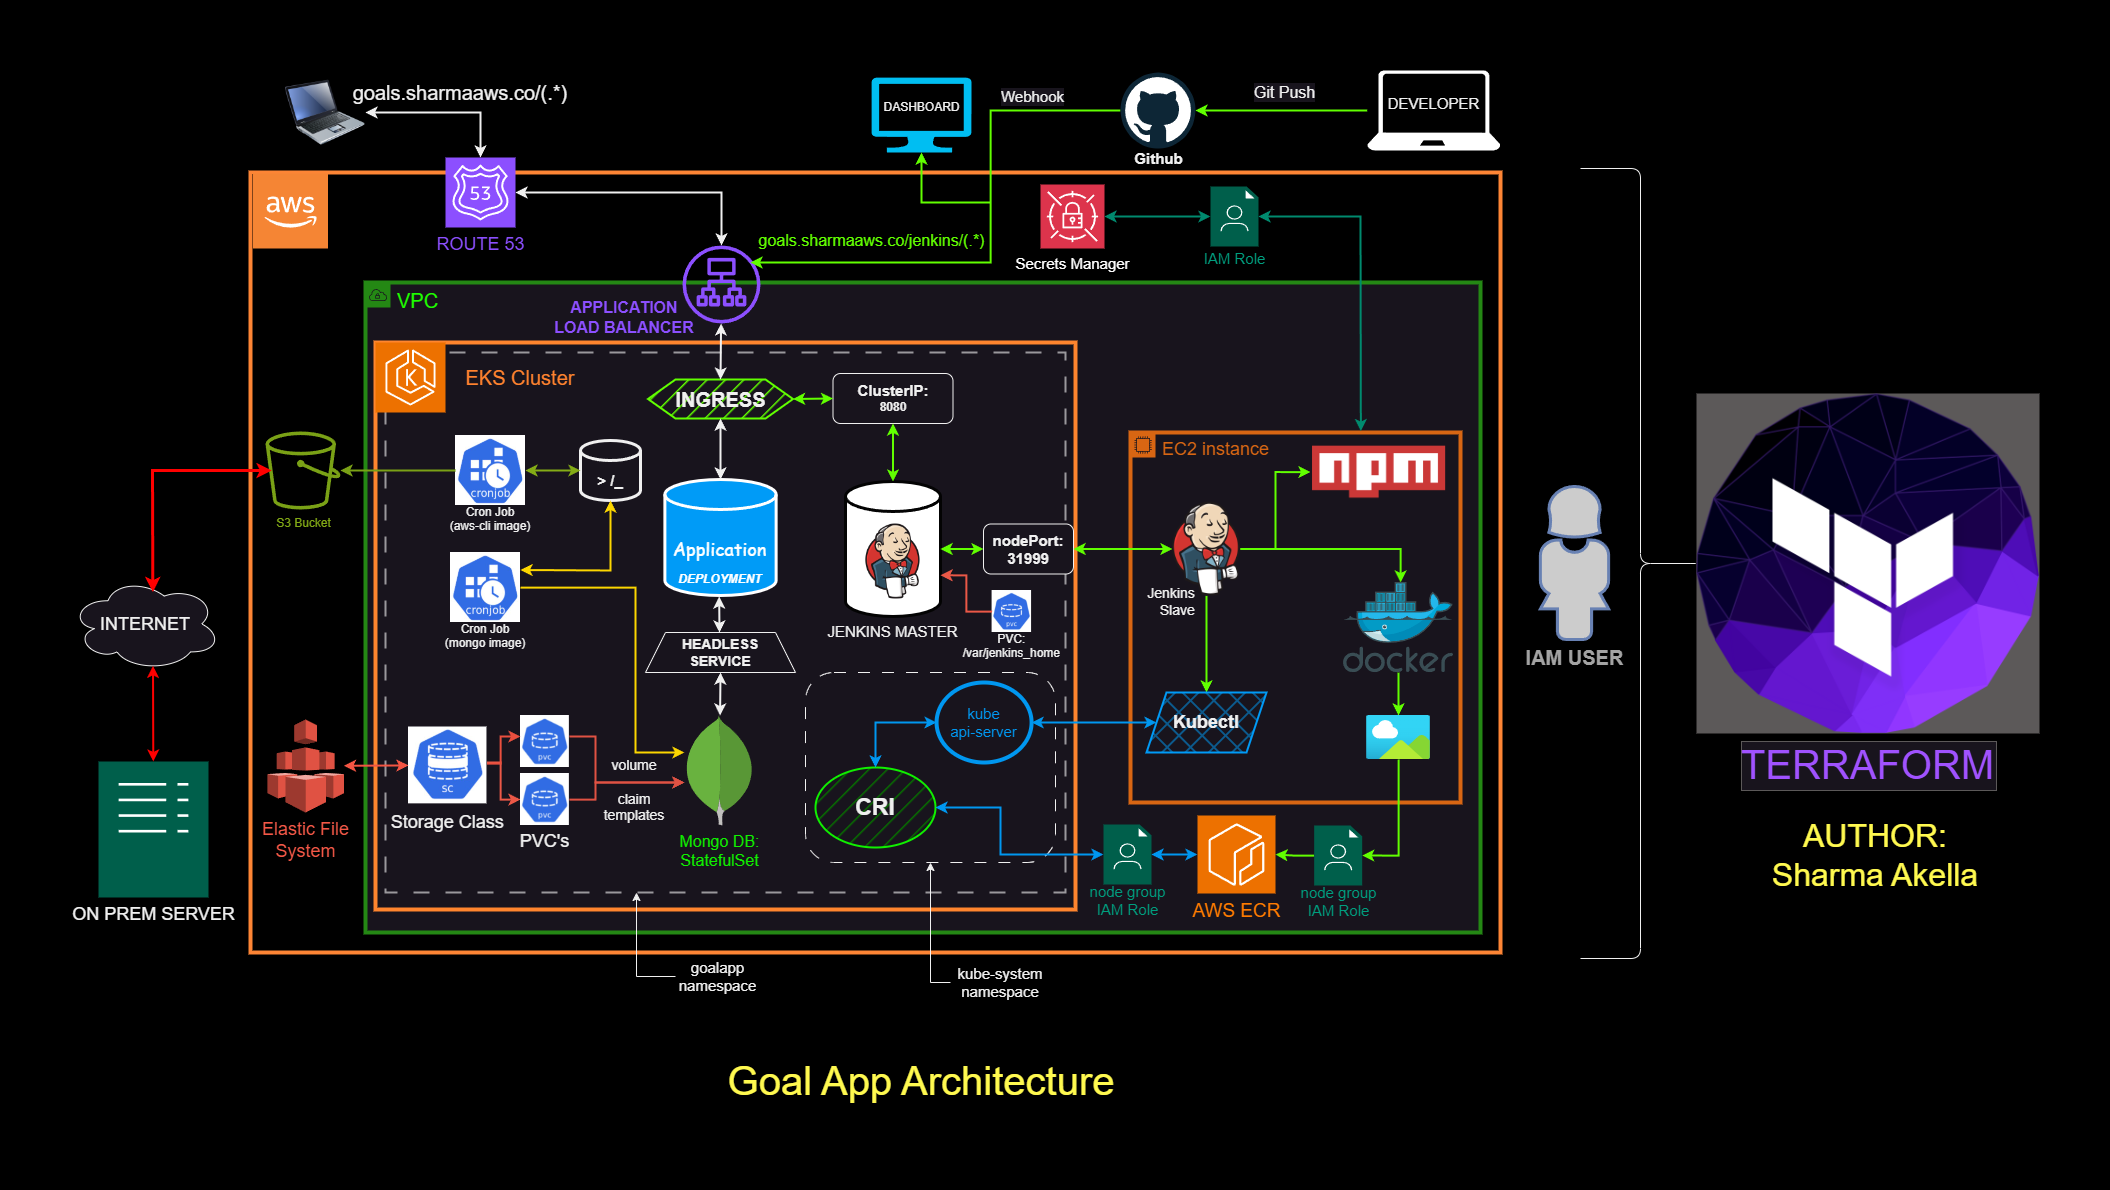 goals.sharmaaws.co/(.*)
DASHBOARD
Webhook
Git Push
DEVELOPER
Github
aws
53
ROUTE 53
goals.sharmaaws.co/jenkins/(.*)
Secrets Manager
IAM Role
VPC
APPLICATION
LOAD BALANCER
K
EKS Cluster
INGRESS
ClusterIP:
8080
EC2 instance
npm
cronjob
Cron Job
(aws-cli image)
>/_
S3 Bucket
Application
DEPLOYMENT
nodePort:
31999
cronjob
Cron Job
(mongo image)
JENKINS MASTER
pvc
PVC:
/var/jenkins_home
Jenkins
Slave
docker
INTERNET
HEADLESS
SERVICE
IAM USER
kube
api-server
Kubectl
sc
Storage Class
pvc
pvc
PVC's
volume
claim
templates
CRI
Elastic File
System
Mongo DB:
StatefulSet
ON PREM SERVER
node group
IAM Role
AWS ECR
node group
IAM Role
goalapp
namespace
kube-system
namespace
TERRAFORM
AUTHOR:
Sharma Akella
Goal App Architecture